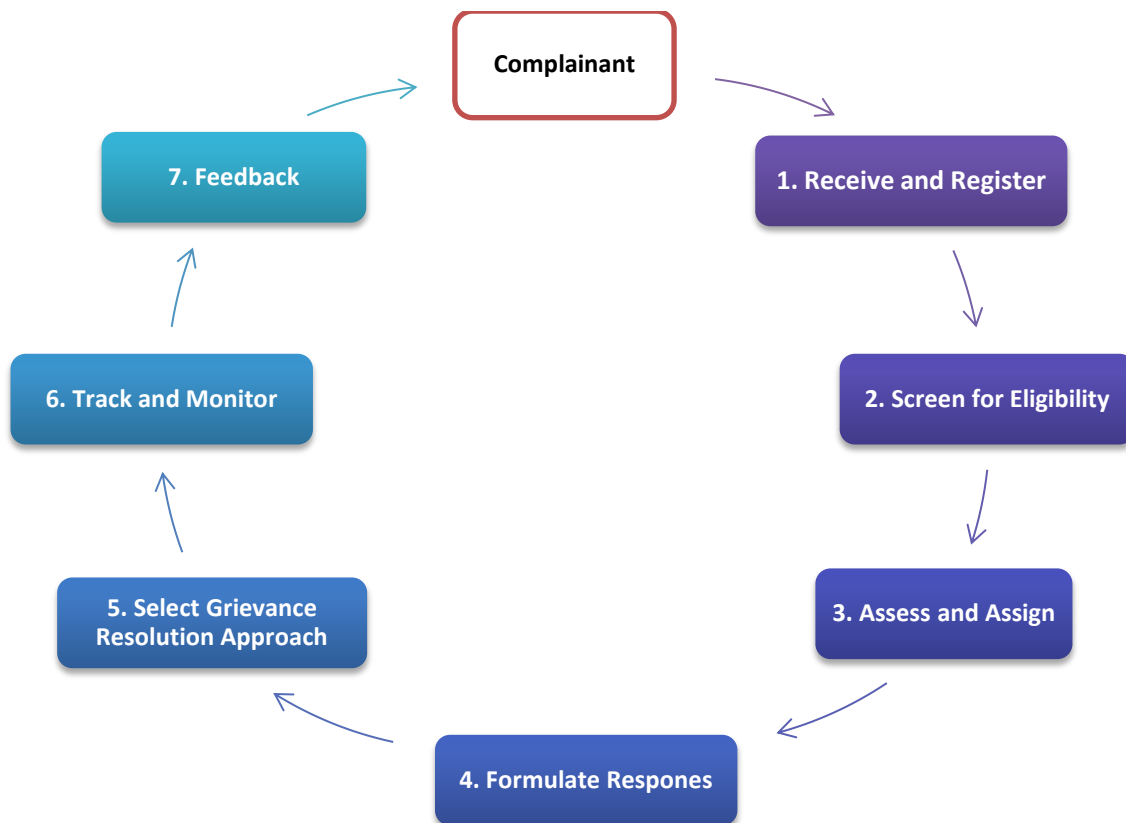 Complainant
1. Receive and Register
2. Screen for Eligibility
3. Assess and Assign
4. Formulate Respones
5. Select Grievance
Resolution Approach
6. Track and Monitor
7. Feedback